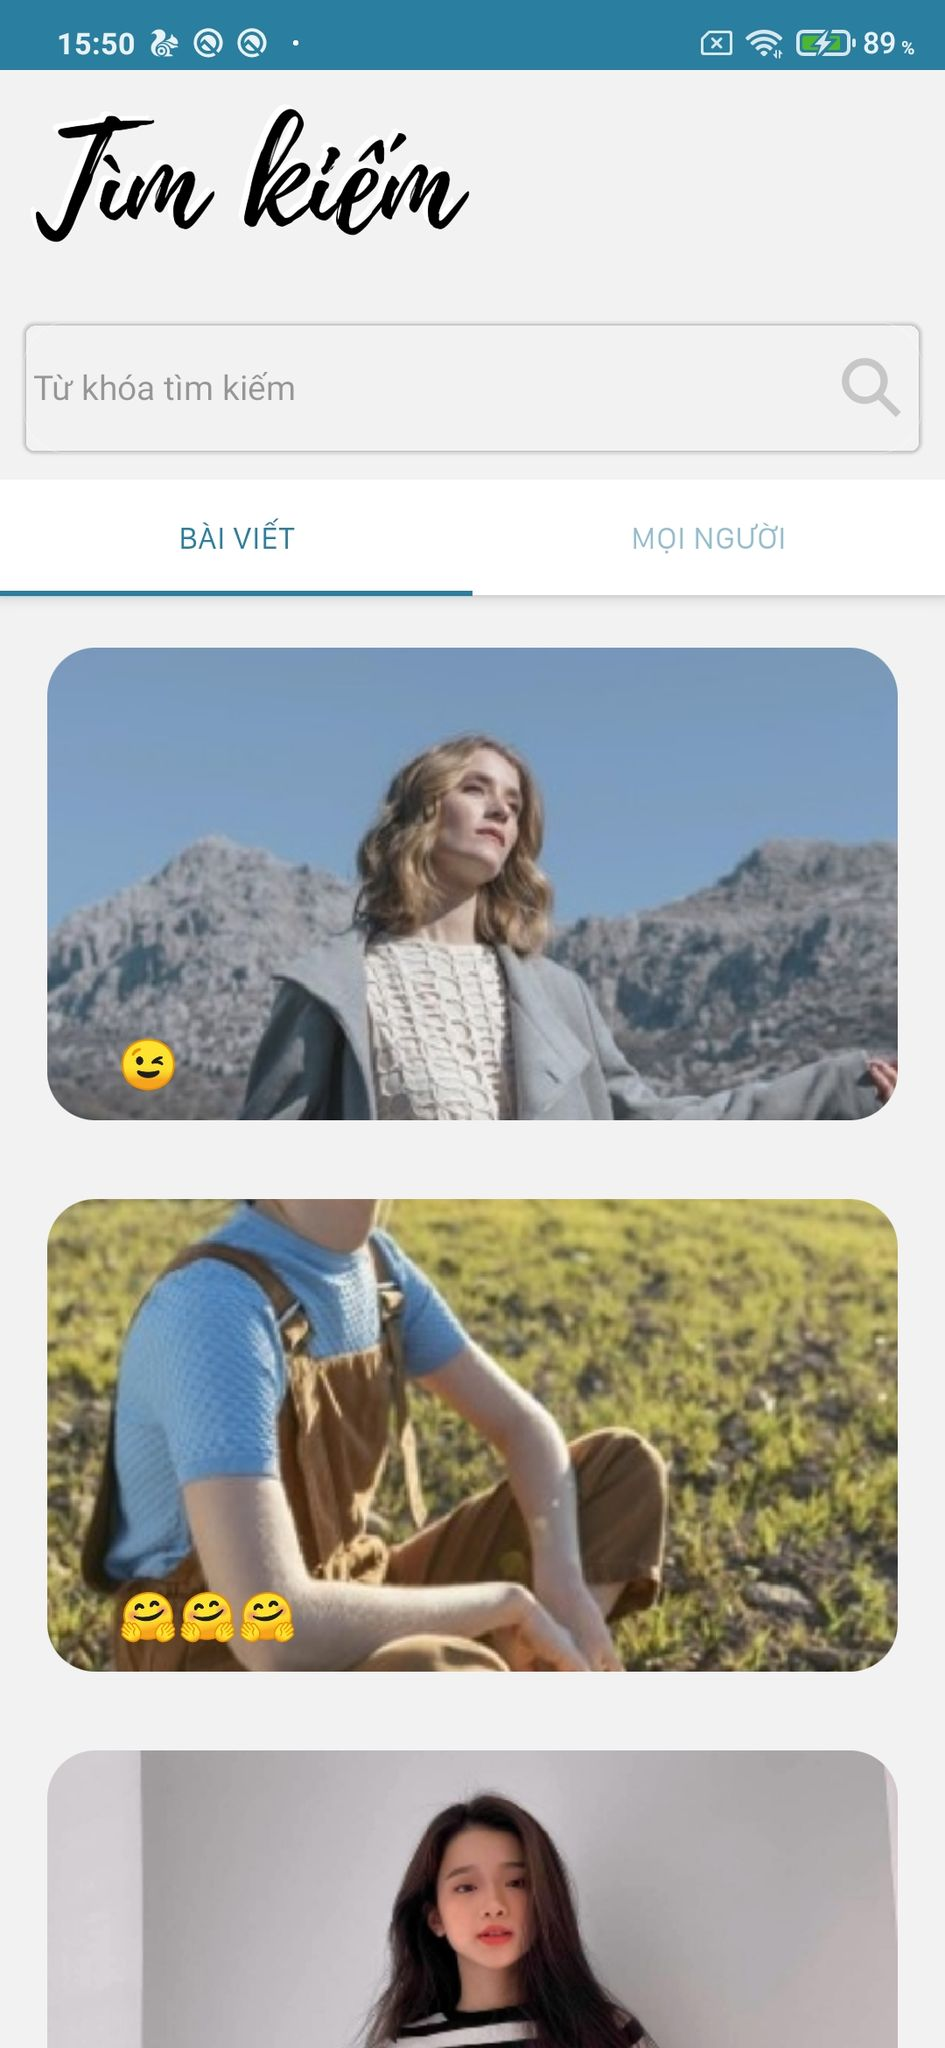 15:50 89 %
Tìm kiếm
Từ khóa tìm kiếm
BÀI VIẾT MỌI NGƯỜI
😉
🤗🤗🤗